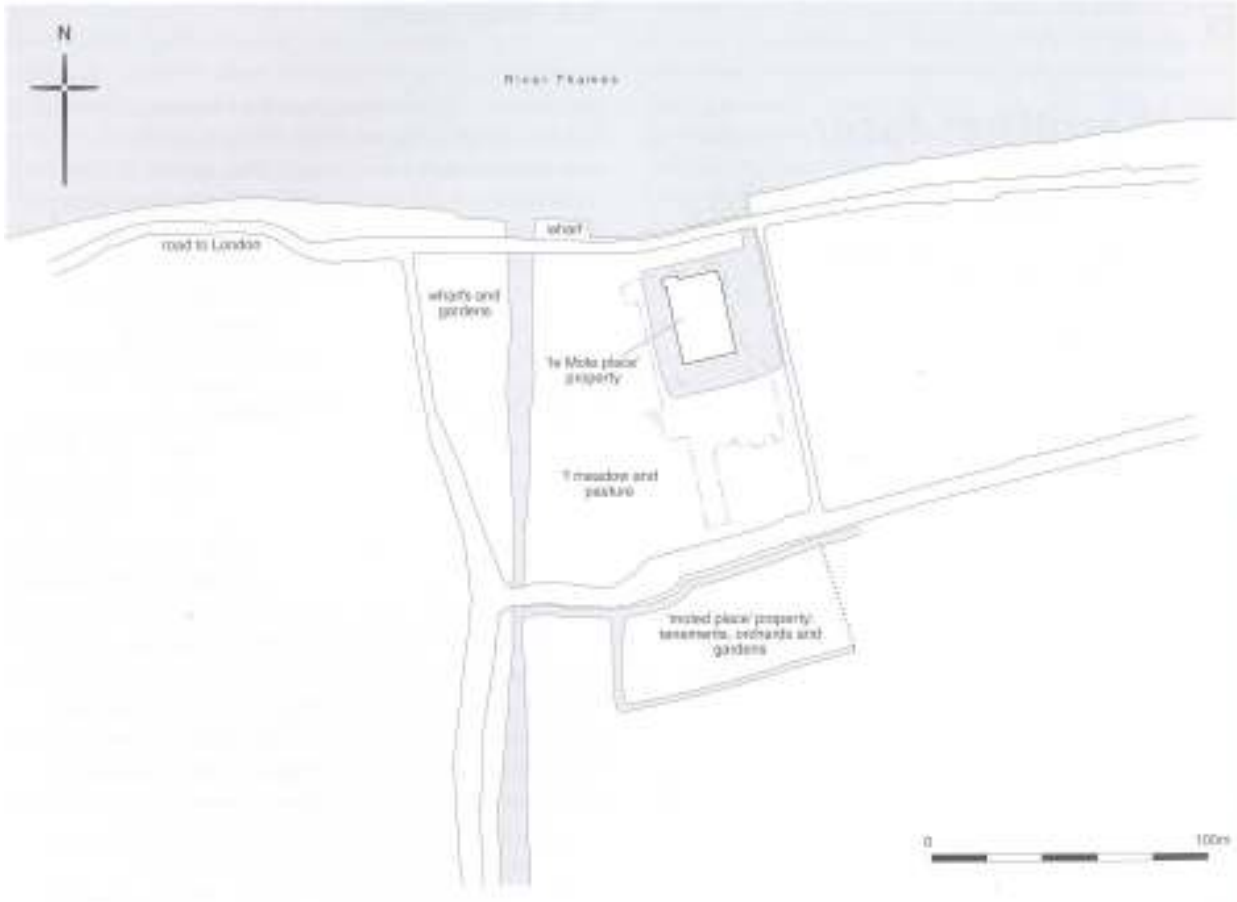 N
River Thames
wharf
road to London
wharfs and
gardens
'le Mote place'
property
? meadow and
pasture
'moted place' property:
tenements, orchards and
gardens
0
100m